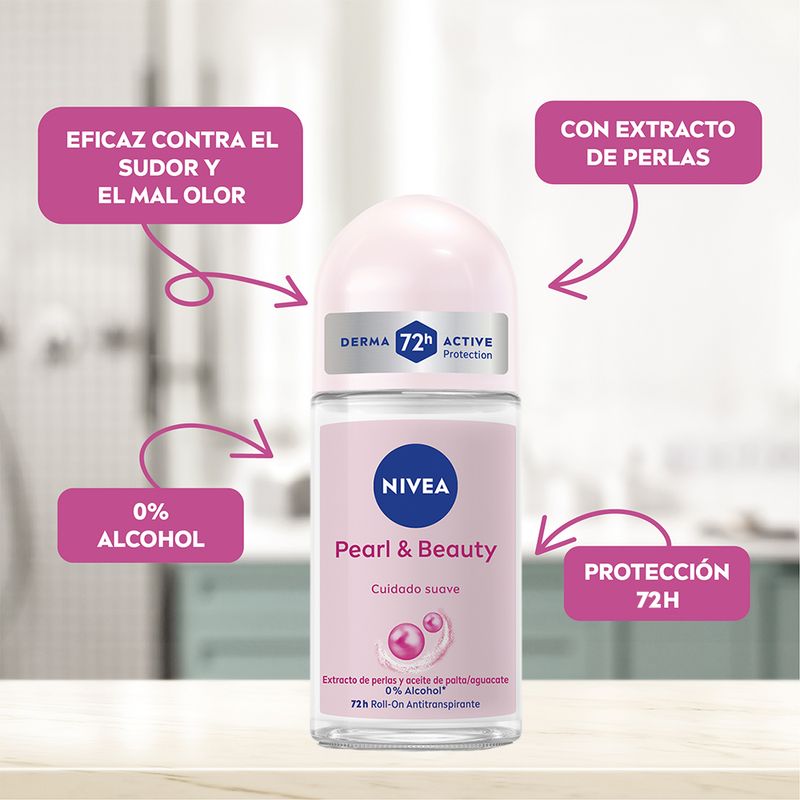 EFICAZ CONTRA EL
SUDOR Y
EL MAL OLOR
CON EXTRACTO
DE PERLAS
DERMA 72h ACTIVE
Protection
NIVEA
Pearl & Beauty
Cuidado suave
0%
ALCOHOL
PROTECCIÓN
72H
Extracto de perlas y aceite de palta/aguacate
0% Alcohol*
72h Roll-On Antitranspirante